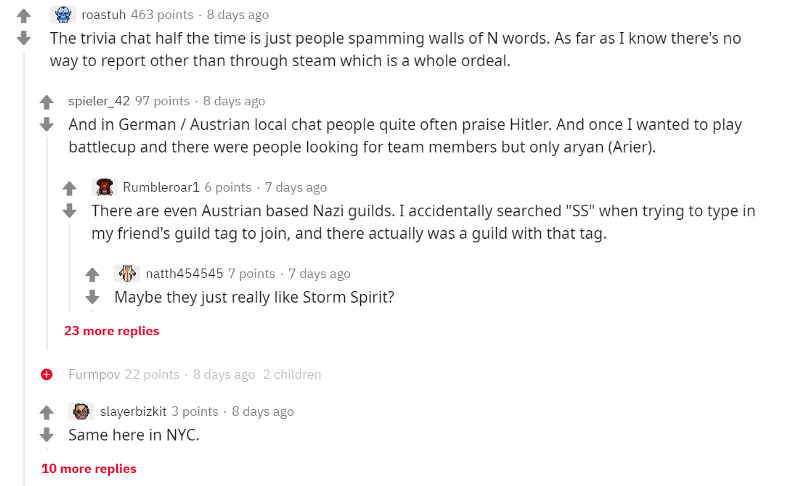 roastuh 463 points · 8 days ago
The trivia chat half the time is just people spamming walls of N words. As far as I know there's no
way to report other than through steam which is a whole ordeal.
spieler_42 97 points · 8 days ago
And in German / Austrian local chat people quite often praise Hitler. And once I wanted to play
battlecup and there were people looking for team members but only aryan (Arier).
Rumbleroar1 6 points · 7 days ago
There are even Austrian based Nazi guilds. I accidentally searched "SS" when trying to type in
my friend's guild tag to join, and there actually was a guild with that tag.
natth454545 7 points · 7 days ago
Maybe they just really like Storm Spirit?
23 more replies
Furmpov 22 points · 8 days ago 2 children
slayerbizkit 3 points · 8 days ago
Same here in NYC.
10 more replies